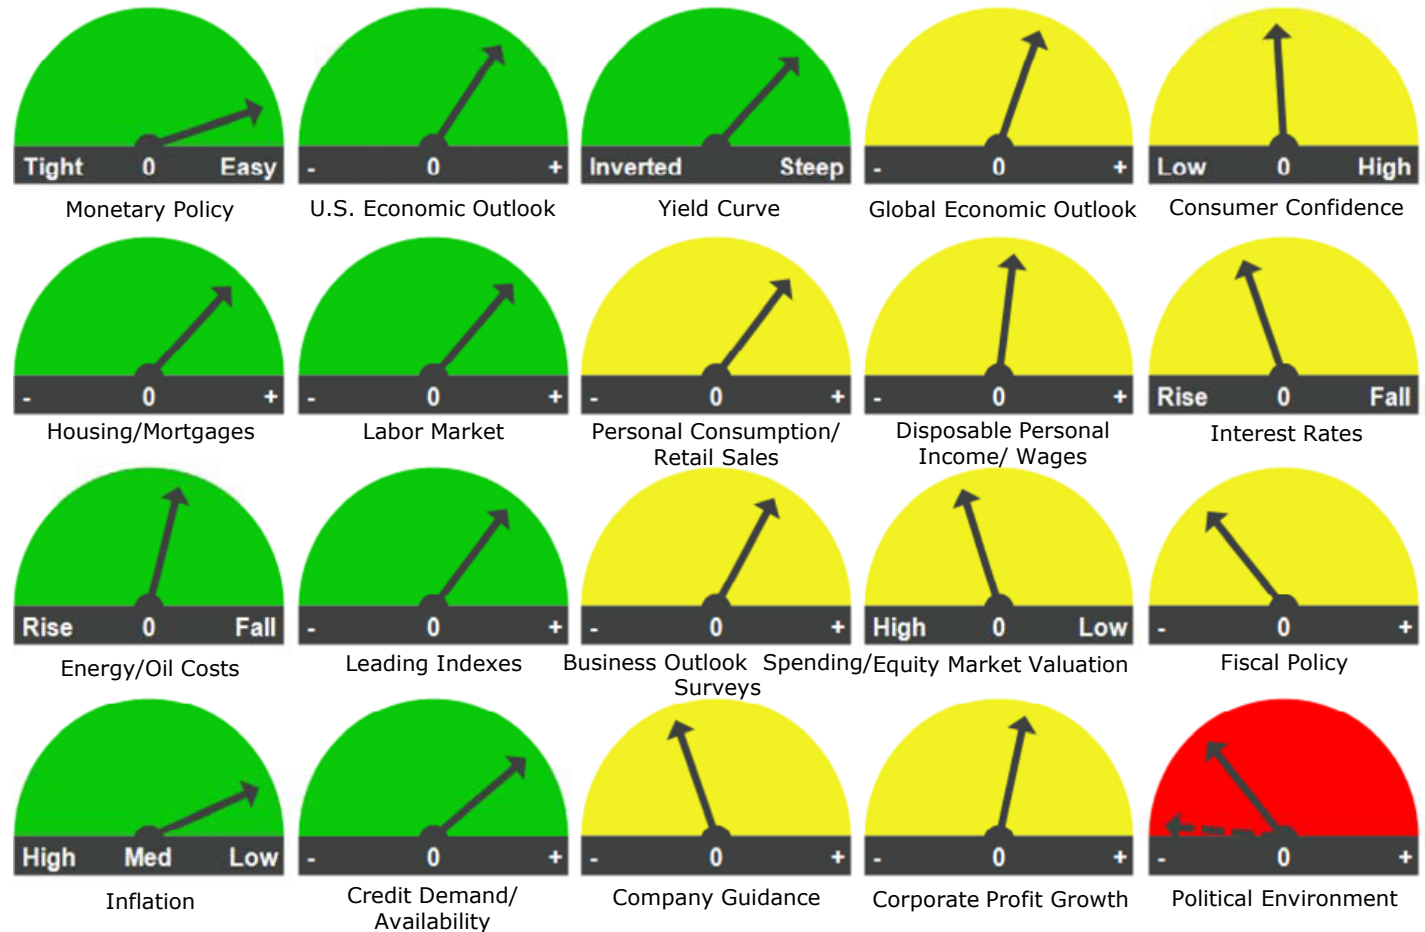 Tight 0 Easy
- 0 +
Inverted 0 Steep
- 0 +
Low 0 High
Monetary Policy
U.S. Economic Outlook
Yield Curve
Global Economic Outlook
Consumer Confidence
- 0 +
- 0 +
- 0 +
- 0 +
Rise 0 Fall
Housing/Mortgages
Labor Market
Personal Consumption/
Retail Sales
Disposable Personal
Income/ Wages
Interest Rates
Rise 0 Fall
- 0 +
- 0 +
High 0 Low
- 0 +
Energy/Oil Costs
Leading Indexes
Business Outlook Spending/
Surveys
Equity Market Valuation
Fiscal Policy
High Med Low
- 0 +
- 0 +
- 0 +
- 0 +
Inflation
Credit Demand/
Availability
Company Guidance
Corporate Profit Growth
Political Environment